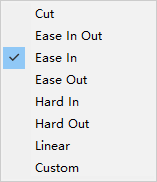 Cut
Ease In Out
Ease In
Ease Out
Hard In
Hard Out
Linear
Custom